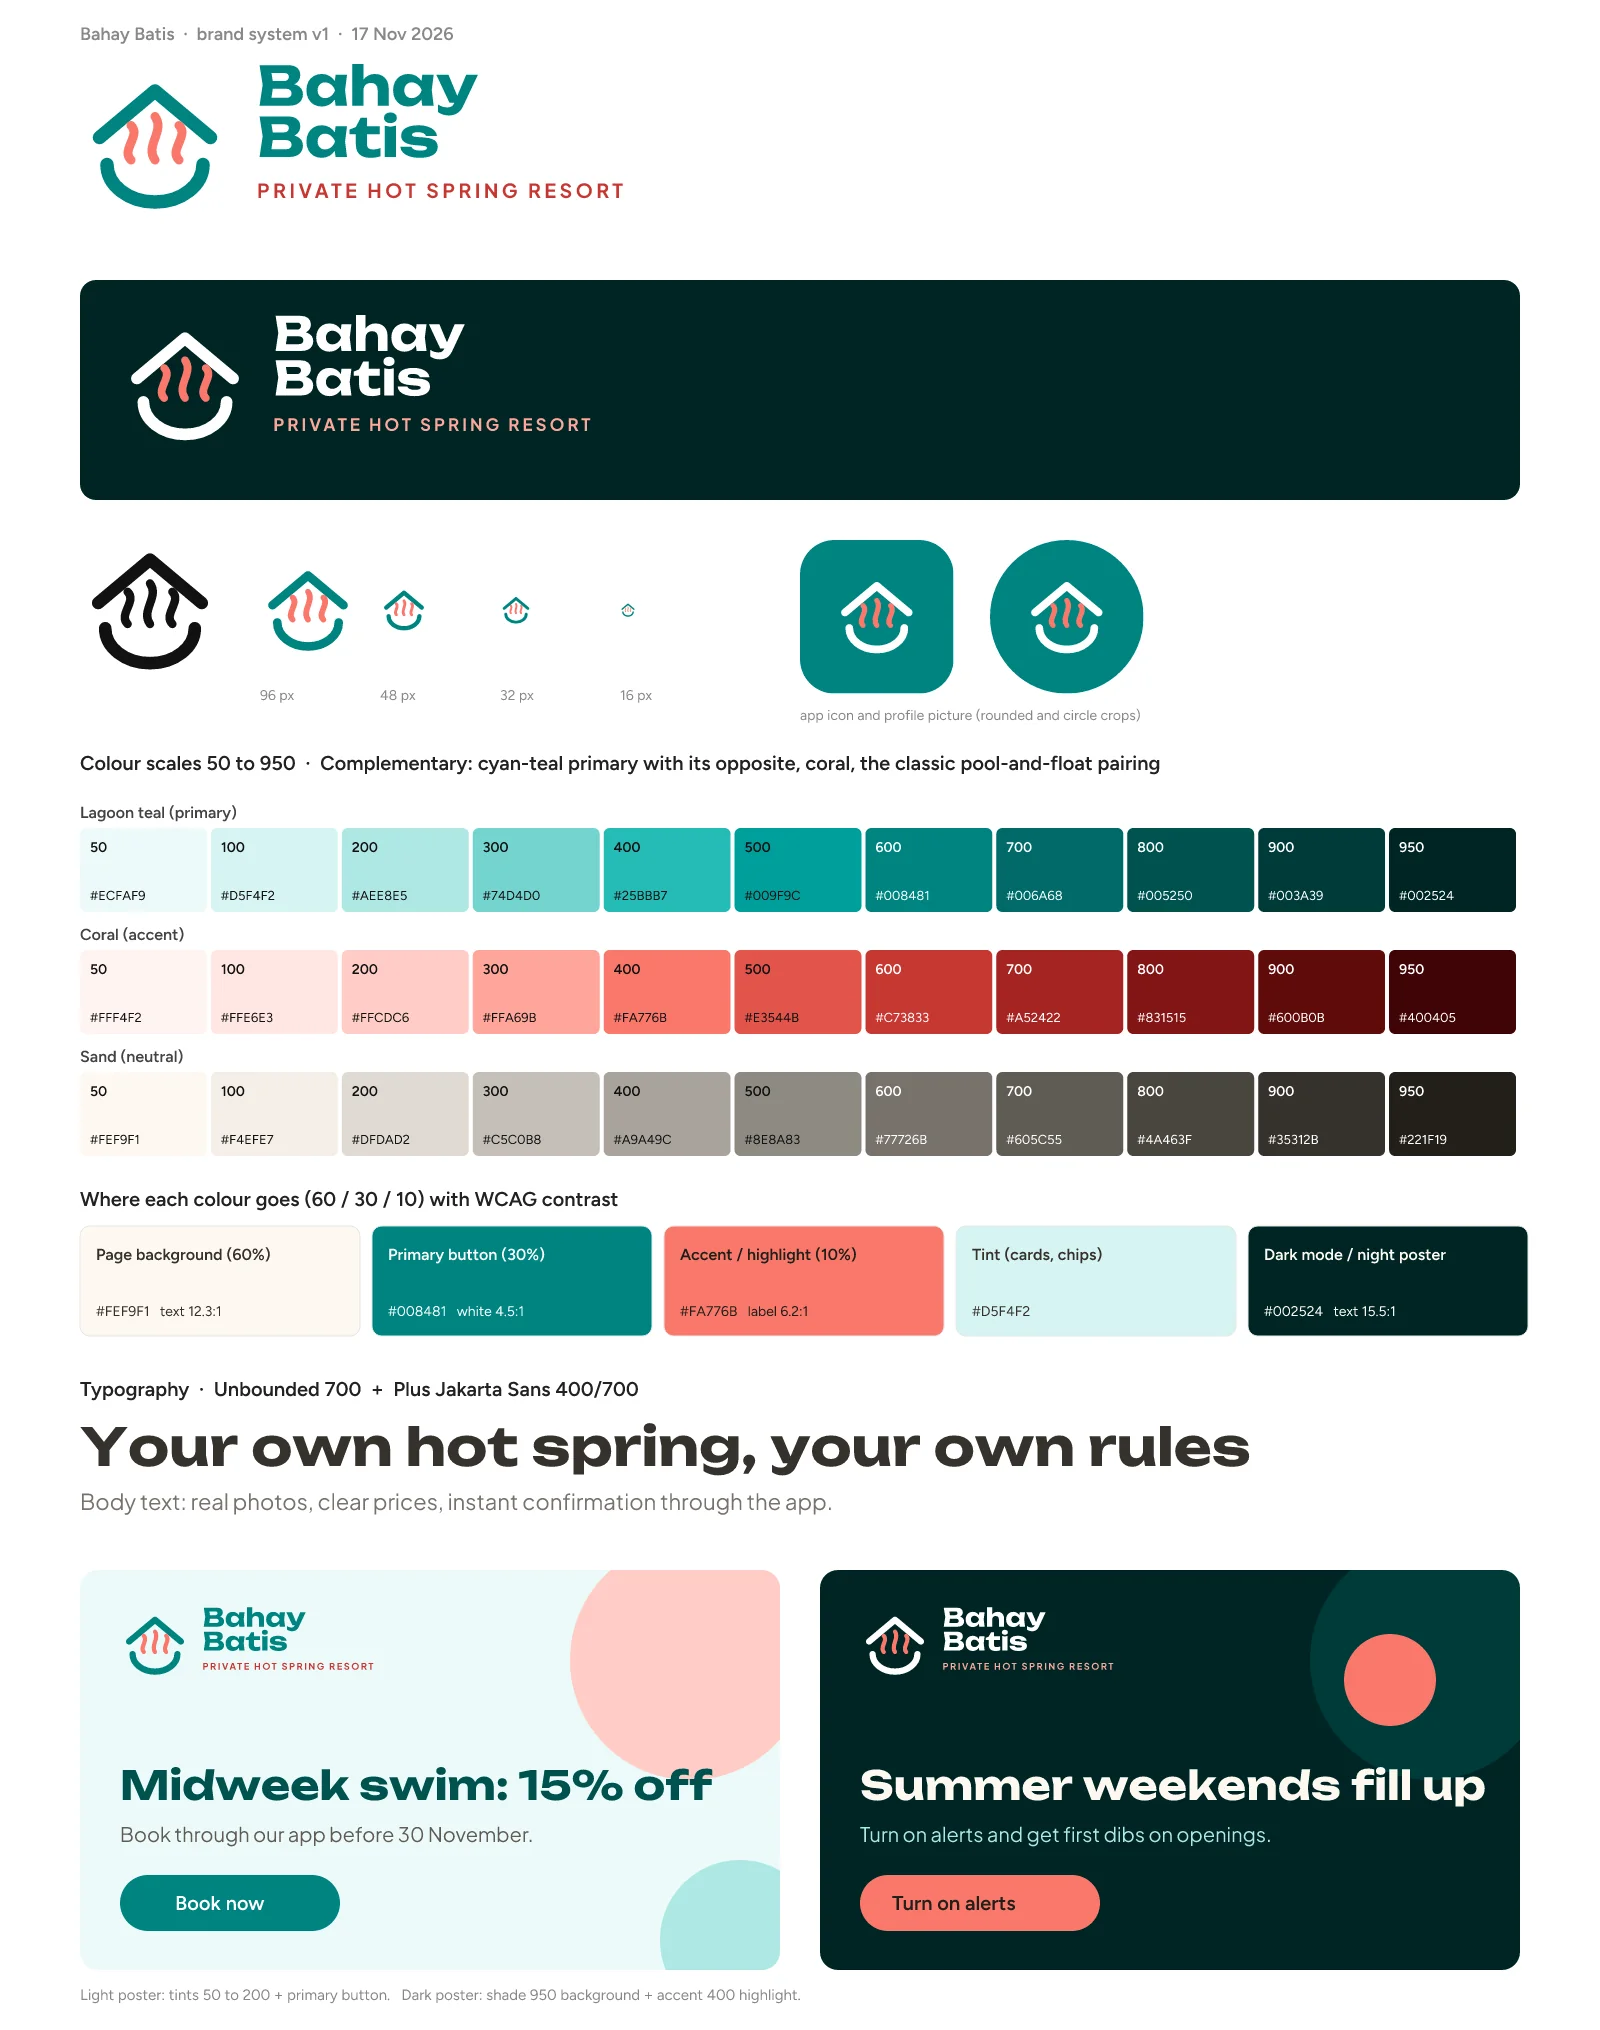 Bahay Batis · brand system v1 · 17 Nov 2026
Bahay
Batis
PRIVATE HOT SPRING RESORT
Bahay
Batis
PRIVATE HOT SPRING RESORT
96 px
48 px
32 px
16 px
app icon and profile picture (rounded and circle crops)
Colour scales 50 to 950 · Complementary: cyan-teal primary with its opposite, coral, the classic pool-and-float pairing
Lagoon teal (primary)
50 100 200 300 400 500 600 700 800 900 950
#ECFAF9 #D5F4F2 #AEE8E5 #74D4D0 #25BBB7 #009F9C #008481 #006A68 #005250 #003A39 #002524
Coral (accent)
50 100 200 300 400 500 600 700 800 900 950
#FFF4F2 #FFE6E3 #FFCDC6 #FFA69B #FA776B #E3544B #C73833 #A52422 #831515 #600B0B #400405
Sand (neutral)
50 100 200 300 400 500 600 700 800 900 950
#FEF9F1 #F4EFE7 #DFDAD2 #C5C0B8 #A9A49C #8E8A83 #77726B #605C55 #4A463F #35312B #221F19
Where each colour goes (60 / 30 / 10) with WCAG contrast
Page background (60%)
#FEF9F1 text 12.3:1
Primary button (30%)
#008481 white 4.5:1
Accent / highlight (10%)
#FA776B label 6.2:1
Tint (cards, chips)
#D5F4F2
Dark mode / night poster
#002524 text 15.5:1
Typography · Unbounded 700 + Plus Jakarta Sans 400/700
Your own hot spring, your own rules
Body text: real photos, clear prices, instant confirmation through the app.
Bahay
Batis
PRIVATE HOT SPRING RESORT
Midweek swim: 15% off
Book through our app before 30 November.
Book now
Bahay
Batis
PRIVATE HOT SPRING RESORT
Summer weekends fill up
Turn on alerts and get first dibs on openings.
Turn on alerts
Light poster: tints 50 to 200 + primary button. Dark poster: shade 950 background + accent 400 highlight.